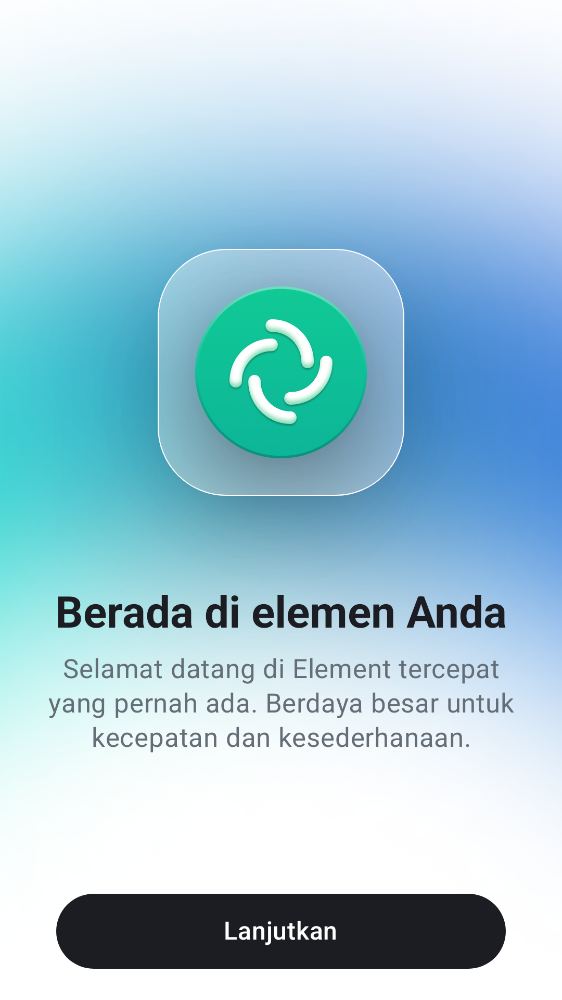 Berada di elemen Anda
Selamat datang di Element tercepat
yang pernah ada. Berdaya besar untuk
kecepatan dan kesederhanaan.
Lanjutkan